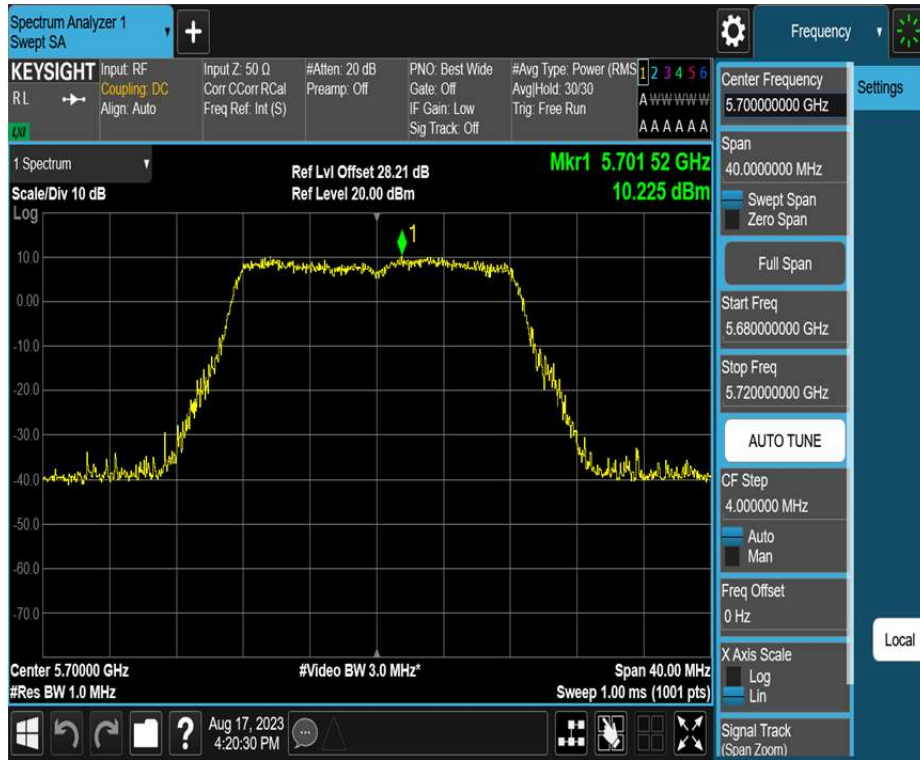 Spectrum Analyzer 1
Swept SA
+
Frequency
KEYSIGHT
RL
LXI
Input: RF
Coupling: DC
Align: Auto
Input Z: 50 Ω
Corr CCorr RCal
Freq Ref: Int (S)
#Atten: 20 dB
Preamp: Off
PNO: Best Wide
Gate: Off
IF Gain: Low
Sig Track: Off
#Avg Type: Power (RMS
Avg|Hold: 30/30
Trig: Free Run
1 2 3 4 5 6
A W W W W W
A A A A A A
1 Spectrum
Scale/Div 10 dB
Log
Ref Lvl Offset 28.21 dB
Ref Level 20.00 dBm
Mkr1 5.701 52 GHz
10.225 dBm
1
10.0
0.00
-10.0
-20.0
-30.0
-40.0
-50.0
-60.0
-70.0
Center 5.70000 GHz
#Res BW 1.0 MHz
#Video BW 3.0 MHz*
Span 40.00 MHz
Sweep 1.00 ms (1001 pts)
?
Aug 17, 2023
4:20:30 PM
Center Frequency
5.700000000 GHz
Span
40.0000000 MHz
Swept Span
Zero Span
Full Span
Start Freq
5.680000000 GHz
Stop Freq
5.720000000 GHz
AUTO TUNE
CF Step
4.000000 MHz
Auto
Man
Freq Offset
0 Hz
X Axis Scale
Log
Lin
Signal Track
(Span Zoom)
Settings
Local